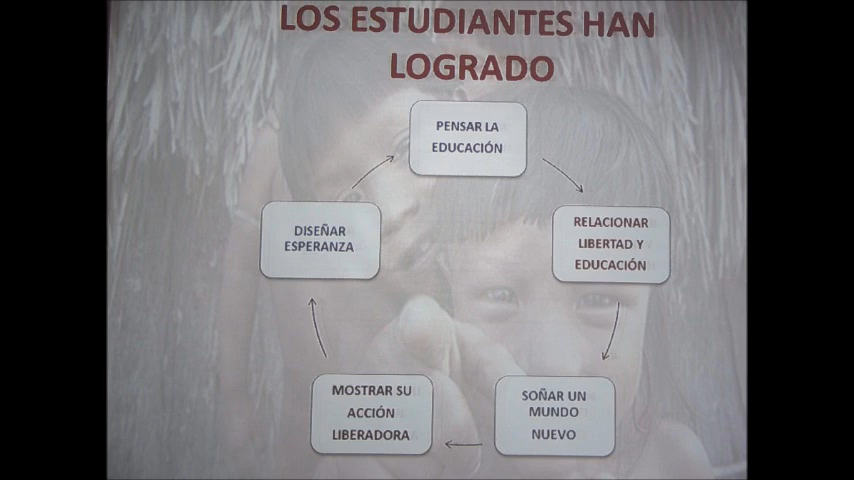 LOS ESTUDIANTES HAN
LOGRADO
PENSAR LA
EDUCACIÓN
RELACIONAR
LIBERTAD Y
EDUCACIÓN
SOÑAR UN
MUNDO
NUEVO
MOSTRAR SU
ACCIÓN
LIBERADORA
DISEÑAR
ESPERANZA